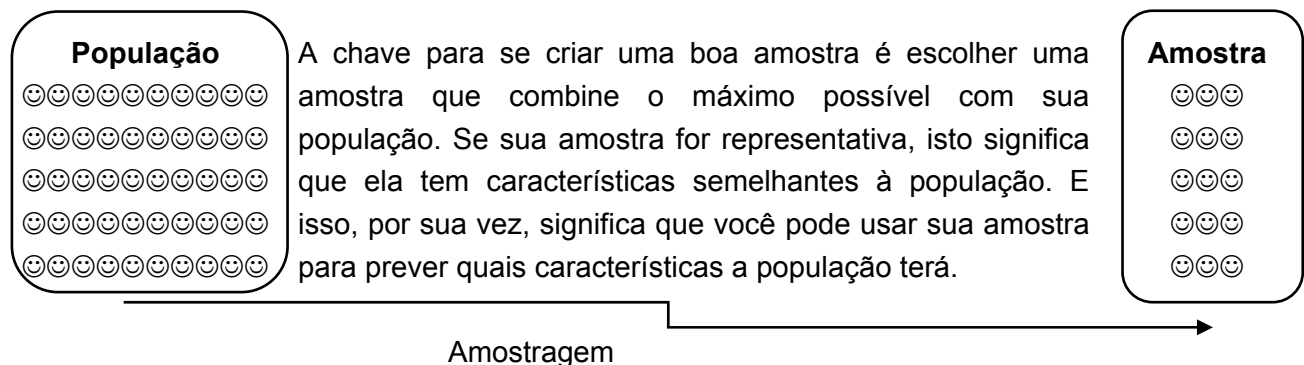 População
☺☺☺☺☺☺☺☺☺☺
☺☺☺☺☺☺☺☺☺☺
☺☺☺☺☺☺☺☺☺☺
☺☺☺☺☺☺☺☺☺☺
☺☺☺☺☺☺☺☺☺☺
A chave para se criar uma boa amostra é escolher uma
amostra que combine o máximo possível com sua
população. Se sua amostra for representativa, isto significa
que ela tem características semelhantes à população. E
isso, por sua vez, significa que você pode usar sua amostra
para prever quais características a população terá.
Amostra
☺☺☺
☺☺☺
☺☺☺
☺☺☺
☺☺☺
Amostragem